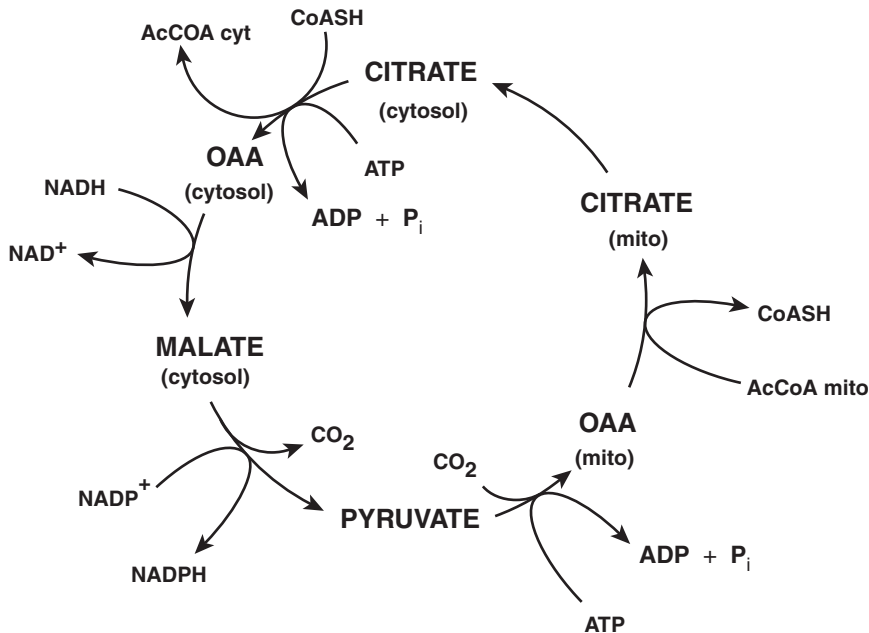 CoASH
AcCOA cyt
CITRATE
(cytosol)
OAA
(cytosol)
ATP
NADH
ADP + Pi
CITRATE
(mito)
NAD+
CoASH
MALATE
(cytosol)
AcCoA mito
OAA
(mito)
CO2
CO2
NADP+
PYRUVATE
ADP + Pi
NADPH
ATP